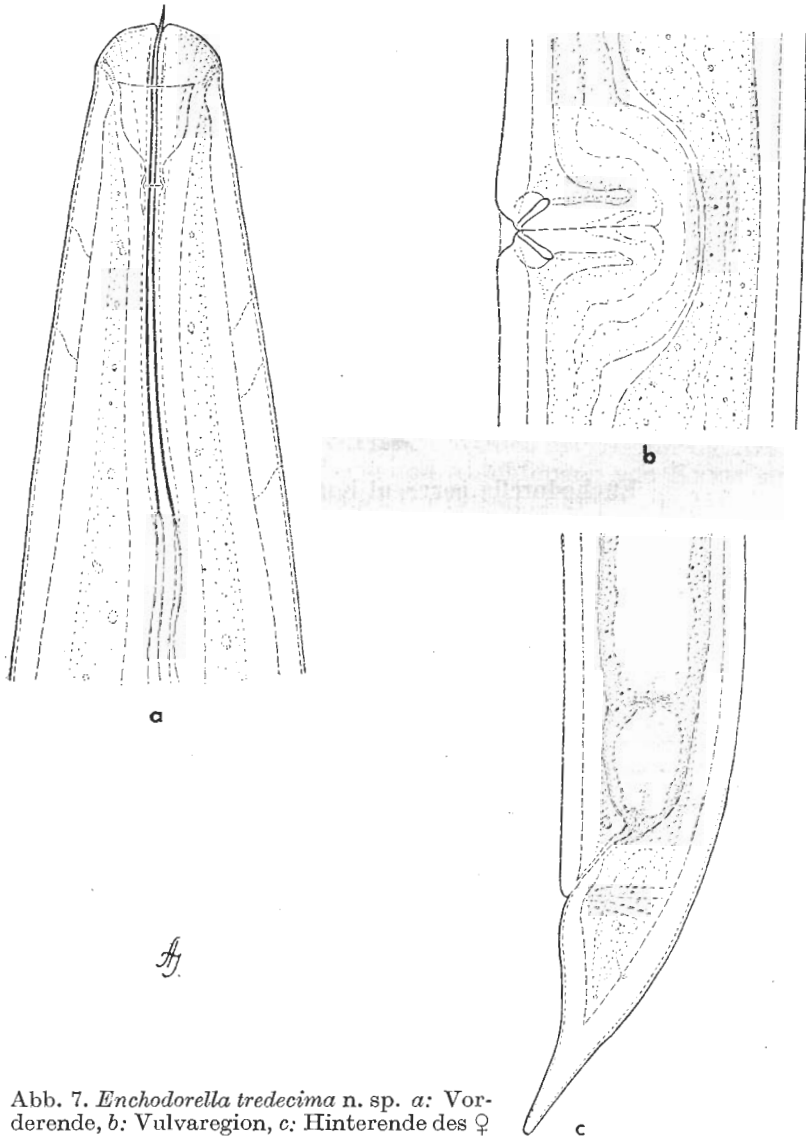 a
b
c
Abb. 7. Enchodorella tredecima n. sp. a: Vor-
derende, b: Vulvaregion, c: Hinterende des ♀